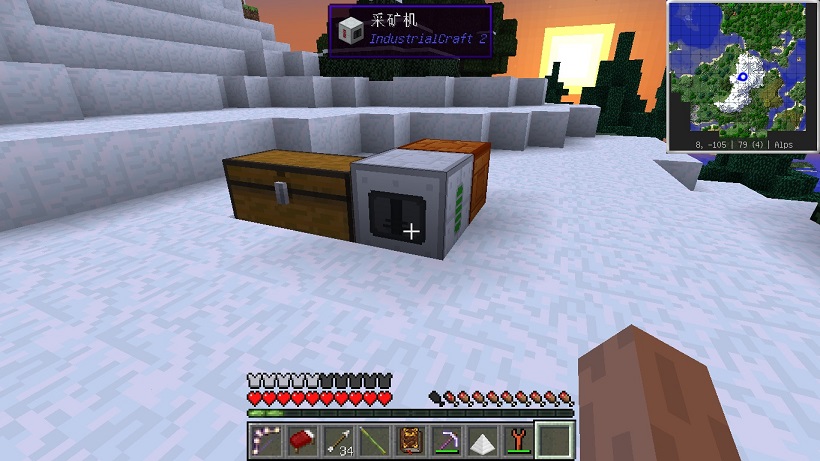 采矿机
IndustrialCraft 2
8, -105 | 79 (4) | Alps
34